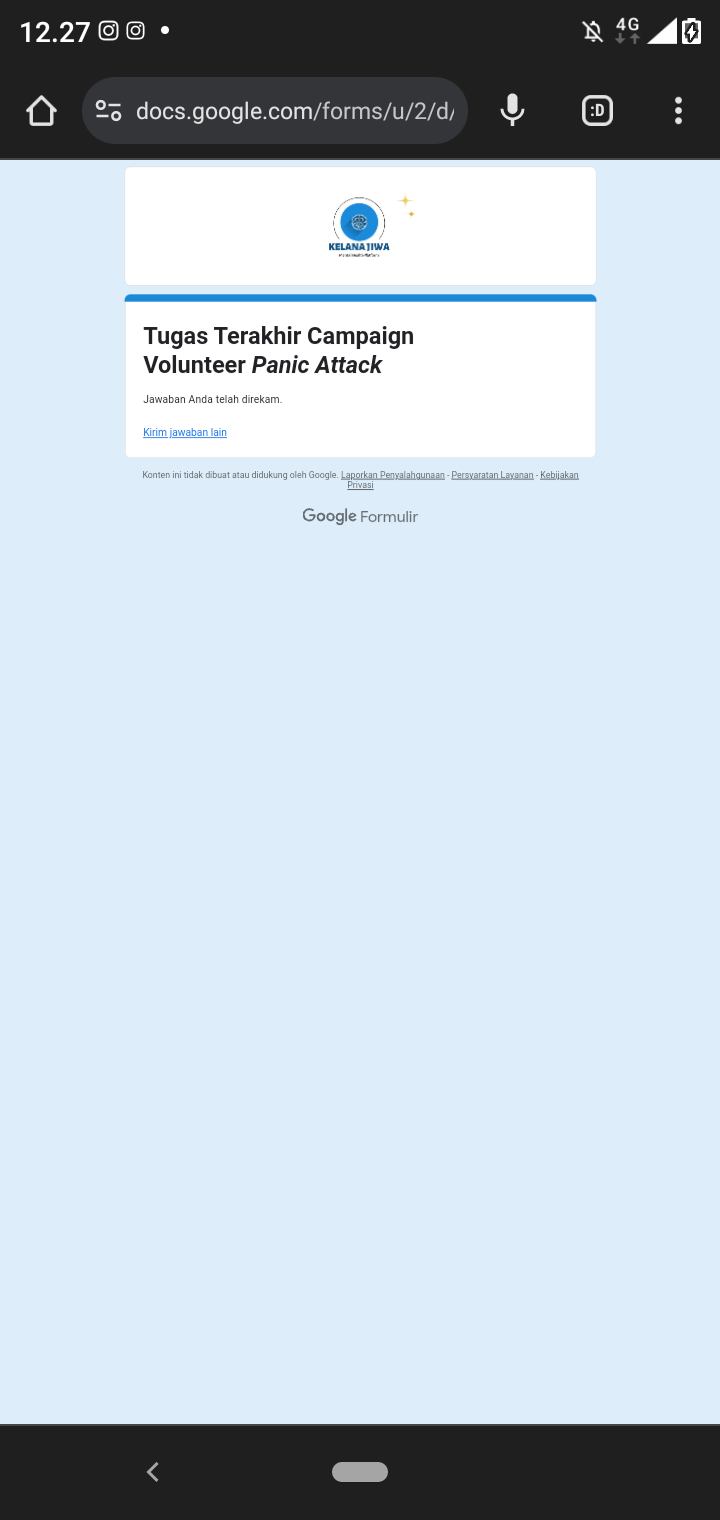 12.27
4G
docs.google.com/forms/u/2/d/
:D
KELANA JIWA
Tugas Terakhir Campaign
Volunteer Panic Attack
Jawaban Anda telah direkam.
Kirim jawaban lain
Konten ini tidak dibuat atau didukung oleh Google. Laporkan Penyalahgunaan - Persyaratan Layanan - Kebijakan
Privasi
Google Formulir